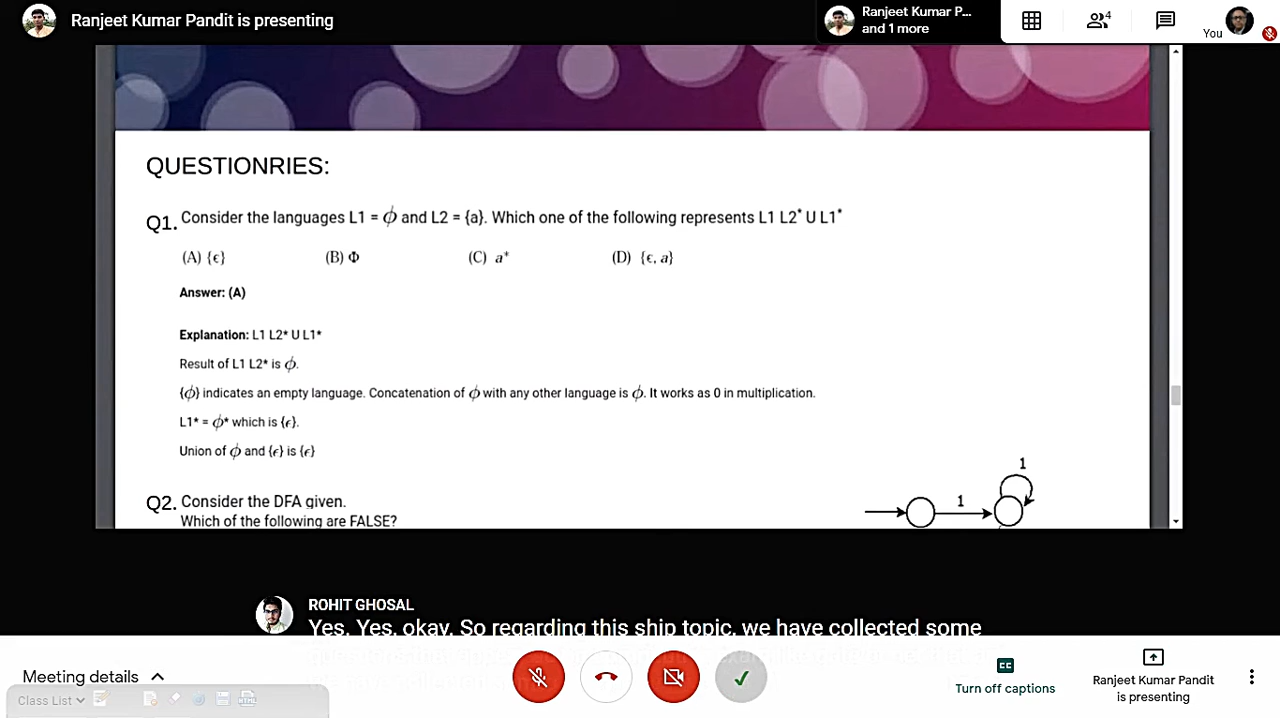 Ranjeet Kumar Pandit is presenting
Ranjeet Kumar P...
and 1 more
4
You
QUESTIONRIES:
Q1. Consider the languages L1 = ϕ and L2 = {a}. Which one of the following represents L1 L2* U L1*
(A) {ϵ} (B) Φ (C) a* (D) {ϵ, a}
Answer: (A)
Explanation: L1 L2* U L1*
Result of L1 L2* is ϕ.
{ϕ} indicates an empty language. Concatenation of ϕ with any other language is ϕ. It works as 0 in multiplication.
L1* = ϕ* which is {ϵ}.
Union of ϕ and {ϵ} is {ϵ}
Q2. Consider the DFA given.
Which of the following are FALSE?
1
1
ROHIT GHOSAL
Yes. Yes, okay. So regarding this ship topic, we have collected some
Meeting details
Class List
CC
Turn off captions
Ranjeet Kumar Pandit
is presenting